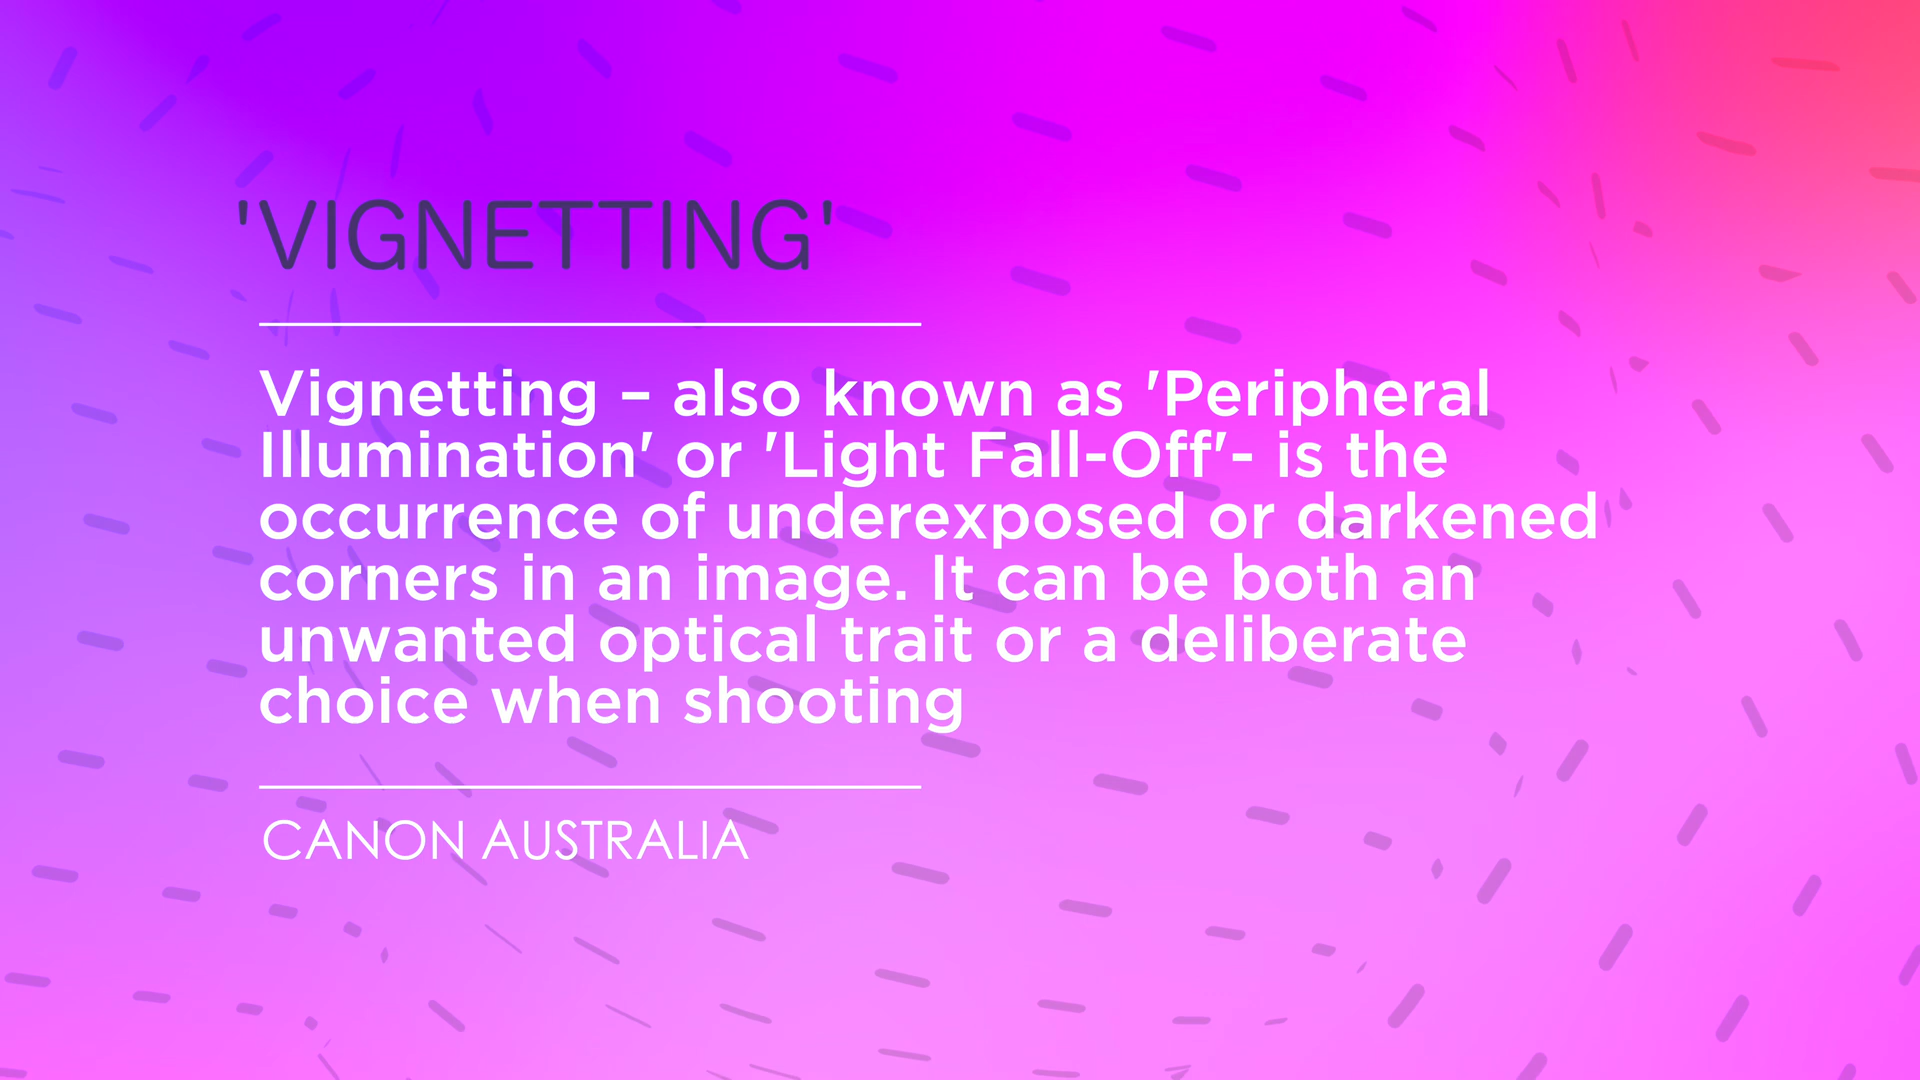 'VIGNETTING'
Vignetting – also known as 'Peripheral
Illumination' or 'Light Fall-Off'- is the
occurrence of underexposed or darkened
corners in an image. It can be both an
unwanted optical trait or a deliberate
choice when shooting
CANON AUSTRALIA